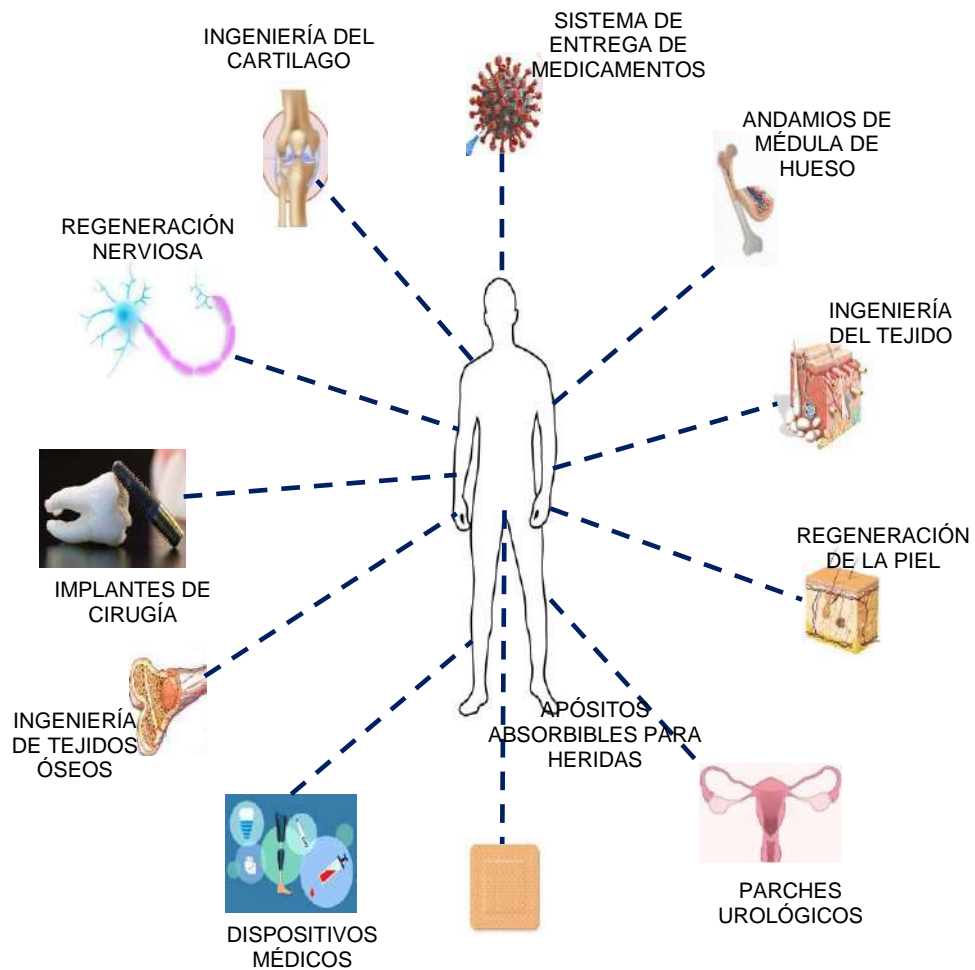 SISTEMA DE
ENTREGA DE
MEDICAMENTOS
INGENIERÍA DEL
CARTILAGO
ANDAMIOS DE
MÉDULA DE
HUESO
REGENERACIÓN
NERVIOSA
INGENIERÍA
DEL TEJIDO
REGENERACIÓN
DE LA PIEL
IMPLANTES DE
CIRUGÍA
INGENIERÍA
DE TEJIDOS
ÓSEOS
APÓSITOS
ABSORBIBLES PARA
HERIDAS
PARCHES
UROLÓGICOS
DISPOSITIVOS
MÉDICOS